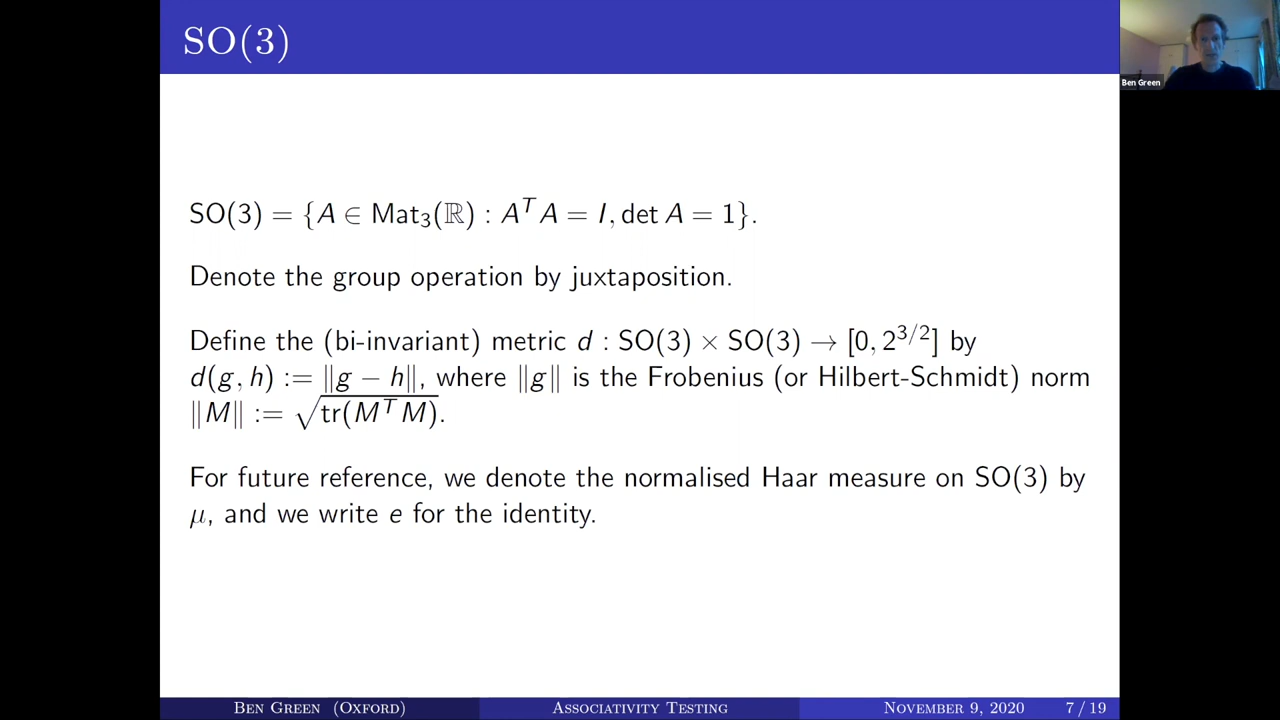 SO(3)
Ben Green
SO(3) = {A ∈ Mat₃(ℝ) : AᵀA = I, det A = 1}.
Denote the group operation by juxtaposition.
Define the (bi-invariant) metric d : SO(3) × SO(3) → [0, 2^{3/2}] by
d(g, h) := ‖g − h‖, where ‖g‖ is the Frobenius (or Hilbert-Schmidt) norm
‖M‖ := √tr(MᵀM).
For future reference, we denote the normalised Haar measure on SO(3) by
μ, and we write e for the identity.
Ben Green (Oxford) Associativity Testing November 9, 2020 7 / 19